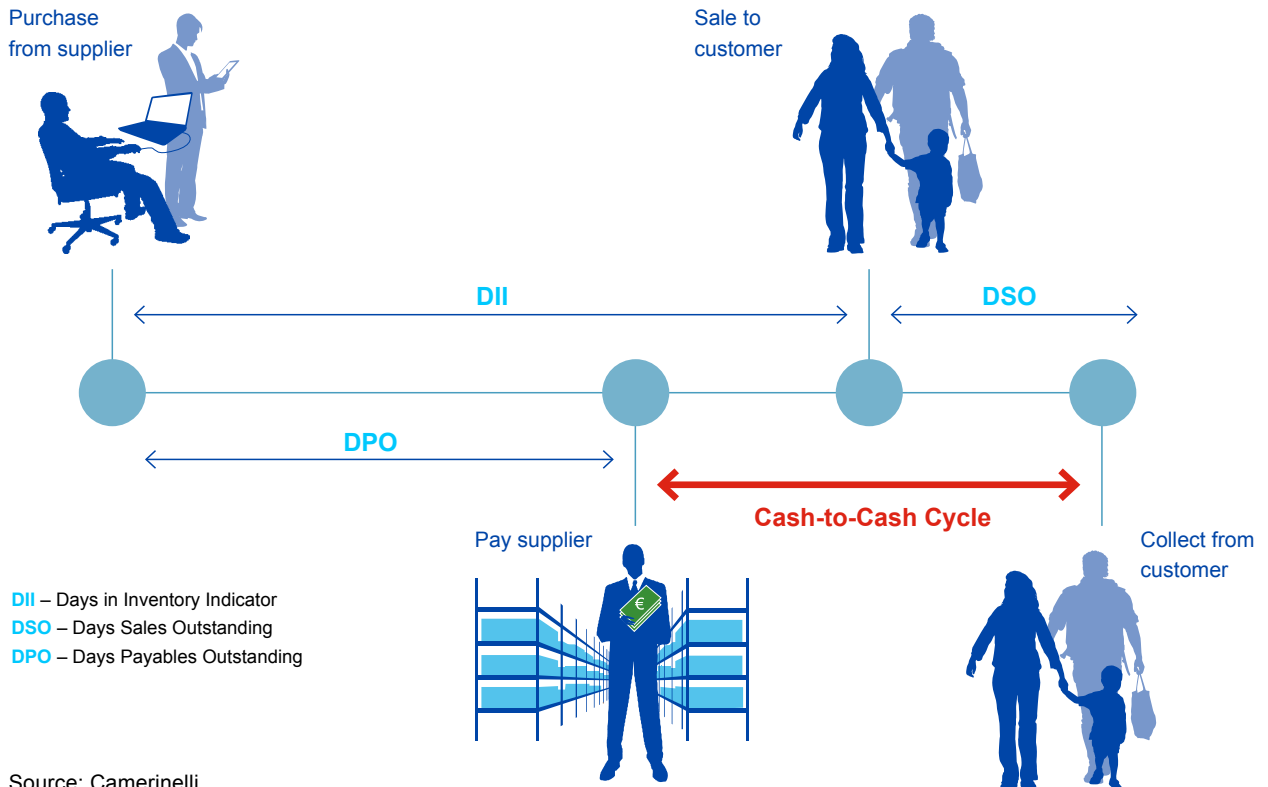 Purchase
from supplier
Sale to
customer
DII
DSO
DPO
Cash-to-Cash Cycle
Pay supplier
Collect from
customer
€
DII – Days in Inventory Indicator
DSO – Days Sales Outstanding
DPO – Days Payables Outstanding
Source: Camerinelli